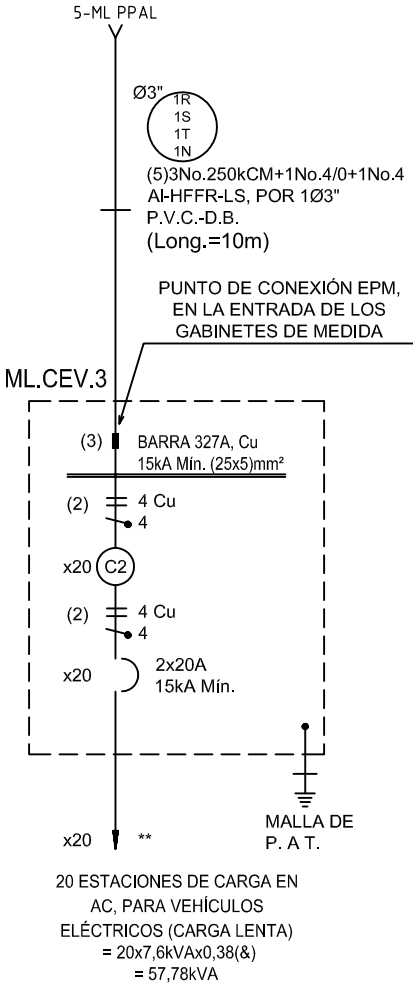 5-ML PPAL
Ø3"
1R
1S
1T
1N
(5)3No.250kCM+1No.4/0+1No.4
Al-HFFR-LS, POR 1Ø3"
P.V.C.-D.B.
(Long.=10m)
PUNTO DE CONEXIÓN EPM,
EN LA ENTRADA DE LOS
GABINETES DE MEDIDA
ML.CEV.3
(3) BARRA 327A, Cu
15kA Mín. (25x5)mm²
(2) 4 Cu
4
x20 C2
(2) 4 Cu
4
x20 2x20A
15kA Mín.
MALLA DE
P. A T.
x20 **
20 ESTACIONES DE CARGA EN
AC, PARA VEHÍCULOS
ELÉCTRICOS (CARGA LENTA)
= 20x7,6kVAx0,38(&)
= 57,78kVA